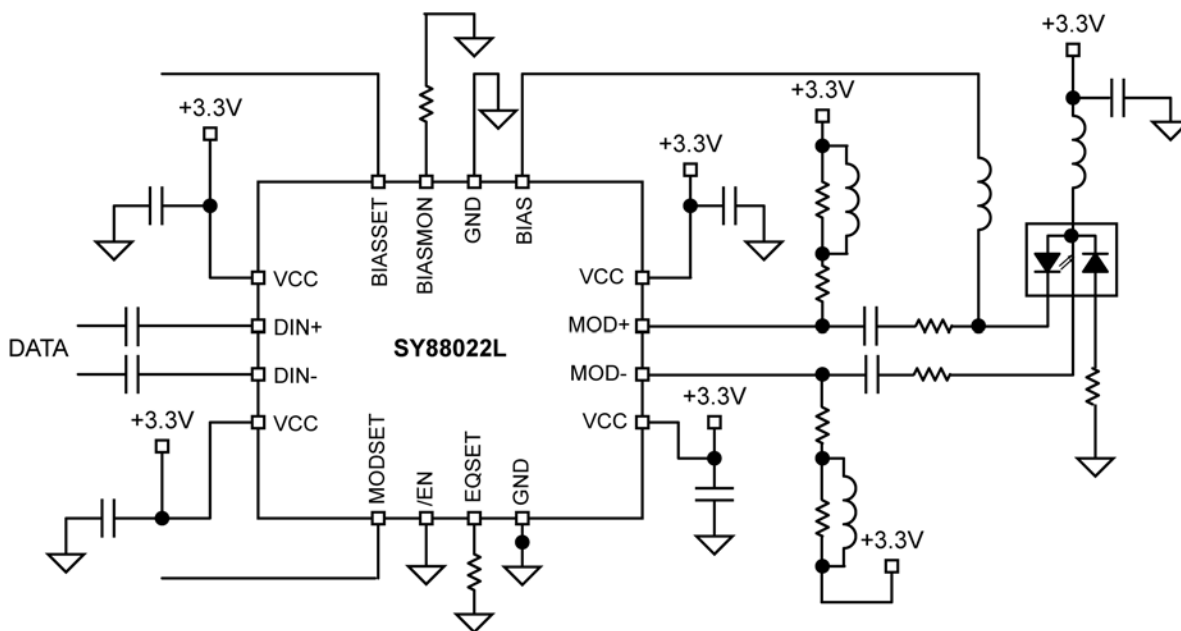 +3.3V
+3.3V
+3.3V
+3.3V
BIASSET
BIASMON
GND
BIAS
VCC
VCC
DIN+
MOD+
DATA
SY88022L
DIN-
MOD-
VCC
VCC
+3.3V
+3.3V
MODSET
/EN
EQSET
GND
+3.3V